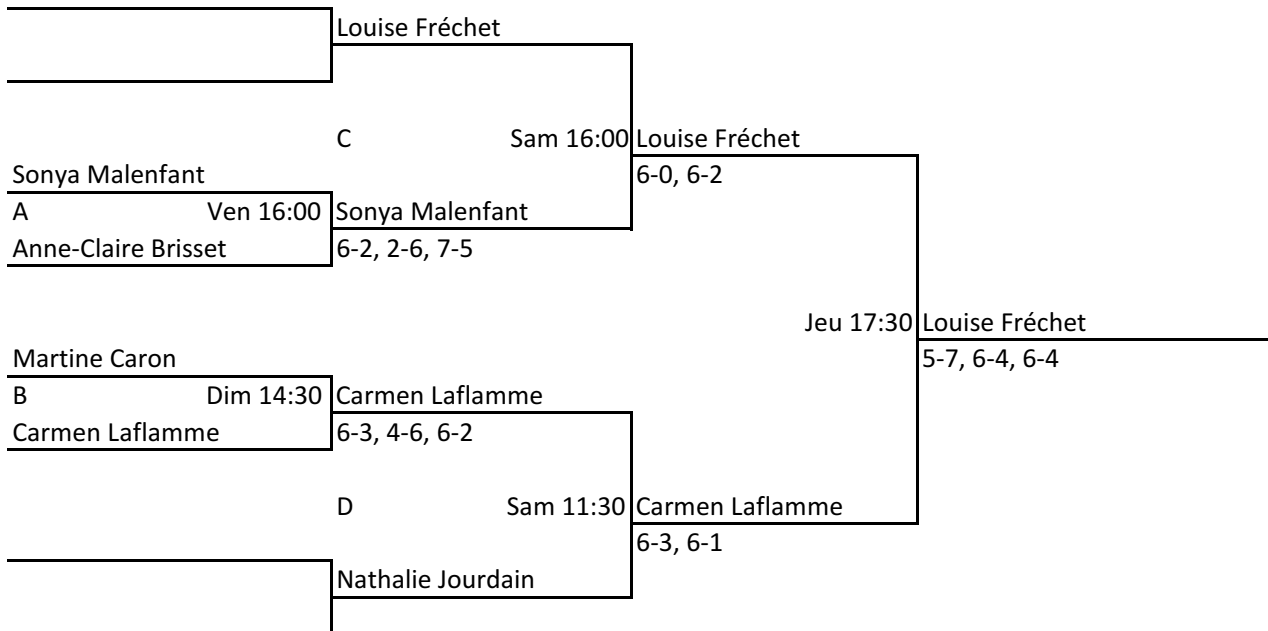 Louise Fréchet
C Sam 16:00 Louise Fréchet
Sonya Malenfant 6-0, 6-2
A Ven 16:00 Sonya Malenfant
Anne-Claire Brisset 6-2, 2-6, 7-5
Jeu 17:30 Louise Fréchet
Martine Caron 5-7, 6-4, 6-4
B Dim 14:30 Carmen Laflamme
Carmen Laflamme 6-3, 4-6, 6-2
D Sam 11:30 Carmen Laflamme
6-3, 6-1
Nathalie Jourdain